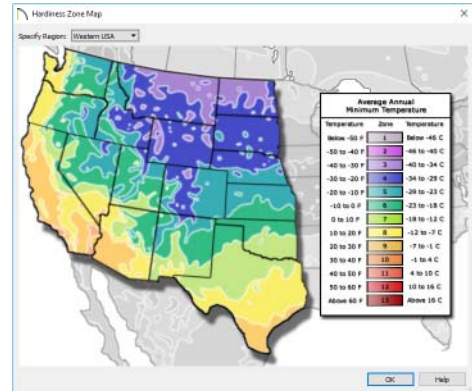 Hardiness Zone Map
Specify Region: Western USA
Average Annual
Minimum Temperature
Temperature Zone Temperature
Below -50 F 1 Below -46 C
-50 to -40 F 2 -46 to -40 C
-40 to -30 F 3 -40 to -34 C
-30 to -20 F 4 -34 to -29 C
-20 to -10 F 5 -29 to -23 C
-10 to 0 F 6 -23 to -18 C
0 to 10 F 7 -18 to -12 C
10 to 20 F 8 -12 to -7 C
20 to 30 F 9 -7 to -1 C
30 to 40 F 10 -1 to 4 C
40 to 50 F 11 4 to 10 C
50 to 60 F 12 10 to 16 C
Above 60 F 13 Above 16 C
OK Help